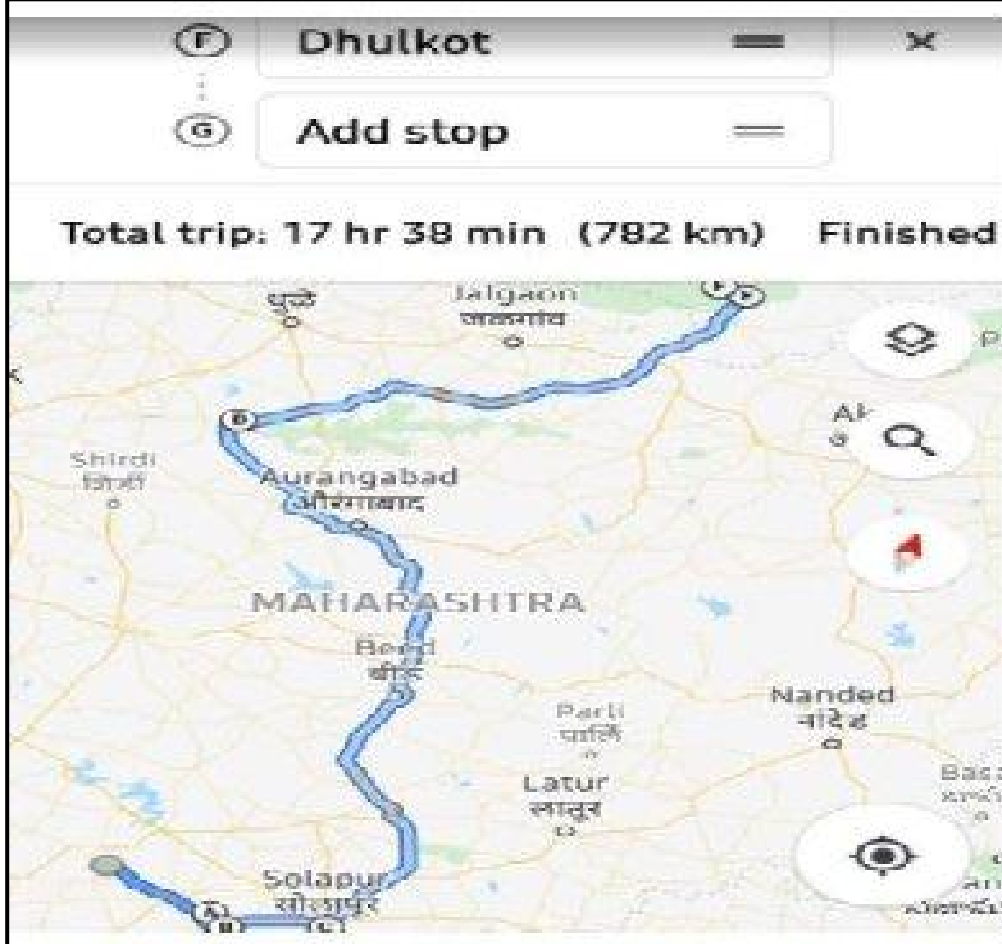 F Dhulkot
G Add stop
Total trip: 17 hr 38 min (782 km) Finished
Jalgaon
धुळे
जळगांव
D
Shirdi
शिर्डी
Aurangabad
औरंगाबाद
MAHARASHTRA
Beed
बीड
Nanded
नांदेड
Parli
पार्लि
Latur
लातूर
Solapur
सोलापूर